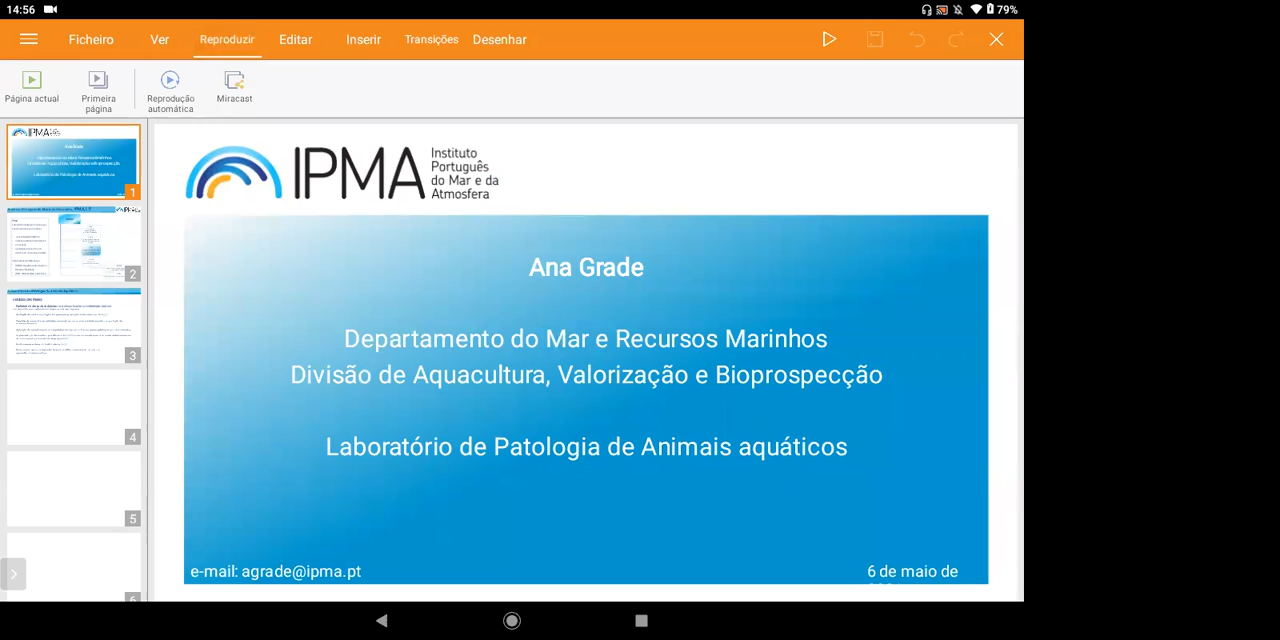 14:56
79%
Ficheiro Ver Reproduzir Editar Inserir Transições Desenhar
Página actual
Primeira página
Reprodução automática
Miracast
IPMA
1
2
3
4
5
6
IPMA
Instituto
Português
do Mar e da
Atmosfera
Ana Grade
Departamento do Mar e Recursos Marinhos
Divisão de Aquacultura, Valorização e Bioprospecção
Laboratório de Patologia de Animais aquáticos
e-mail: agrade@ipma.pt
6 de maio de